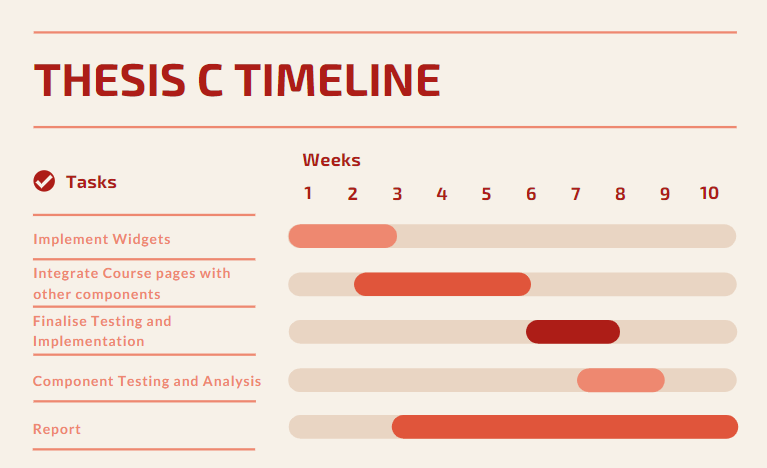 THESIS C TIMELINE
Weeks
Tasks
1 2 3 4 5 6 7 8 9 10
Implement Widgets
Integrate Course pages with
other components
Finalise Testing and
Implementation
Component Testing and Analysis
Report